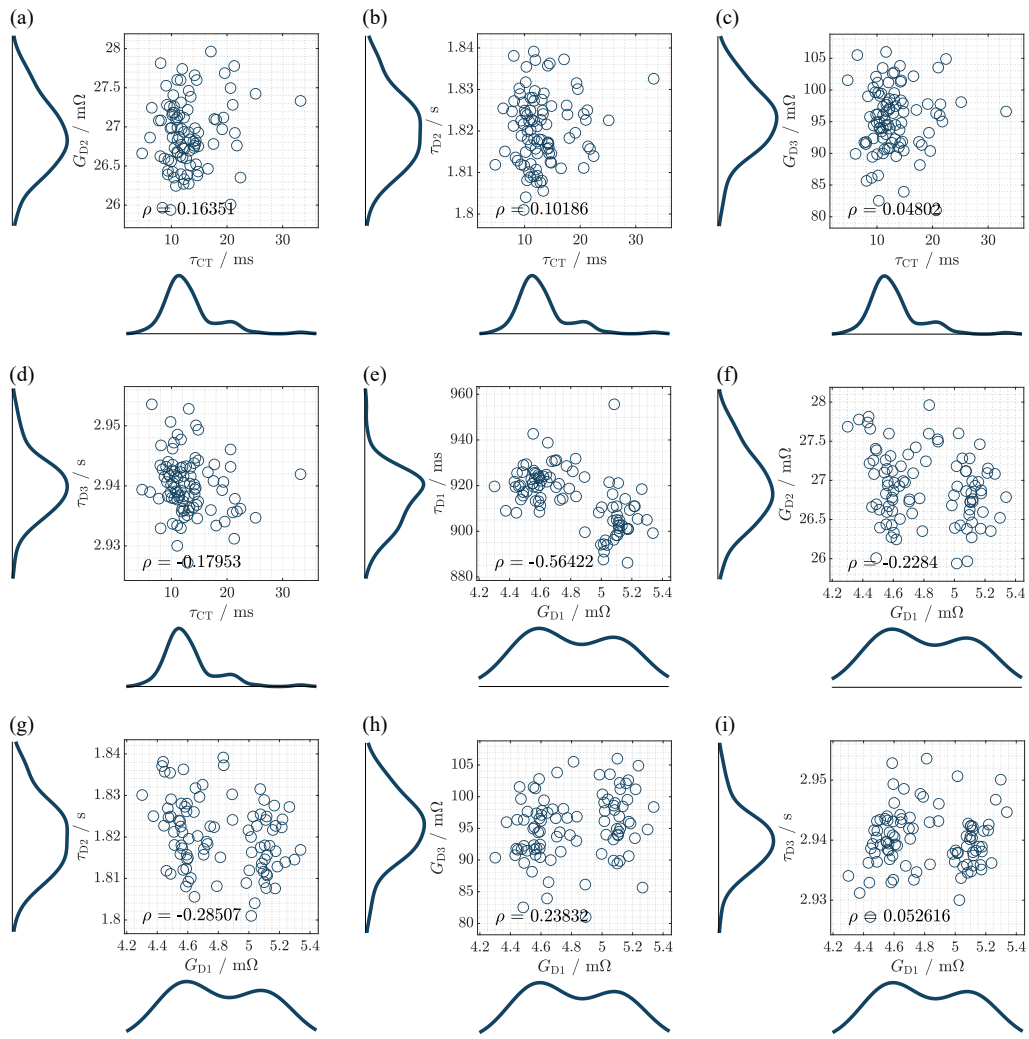 (a)
28
27.5
27
26.5
26
G_D2 / mΩ
ρ = 0.16351
10 20 30
τ_CT / ms
(b)
1.84
1.83
1.82
1.81
1.8
τ_D2 / s
ρ = 0.10186
10 20 30
τ_CT / ms
(c)
105
100
95
90
85
80
G_D3 / mΩ
ρ = 0.04802
10 20 30
τ_CT / ms
(d)
2.95
2.94
2.93
τ_D3 / s
ρ = -0.17953
10 20 30
τ_CT / ms
(e)
960
940
920
900
880
τ_D1 / ms
ρ = -0.56422
4.2 4.4 4.6 4.8 5 5.2 5.4
G_D1 / mΩ
(f)
28
27.5
27
26.5
26
G_D2 / mΩ
ρ = -0.2284
4.2 4.4 4.6 4.8 5 5.2 5.4
G_D1 / mΩ
(g)
1.84
1.83
1.82
1.81
1.8
τ_D2 / s
ρ = -0.28507
4.2 4.4 4.6 4.8 5 5.2 5.4
G_D1 / mΩ
(h)
105
100
95
90
85
80
G_D3 / mΩ
ρ = 0.23832
4.2 4.4 4.6 4.8 5 5.2 5.4
G_D1 / mΩ
(i)
2.95
2.94
2.93
τ_D3 / s
ρ = 0.052616
4.2 4.4 4.6 4.8 5 5.2 5.4
G_D1 / mΩ